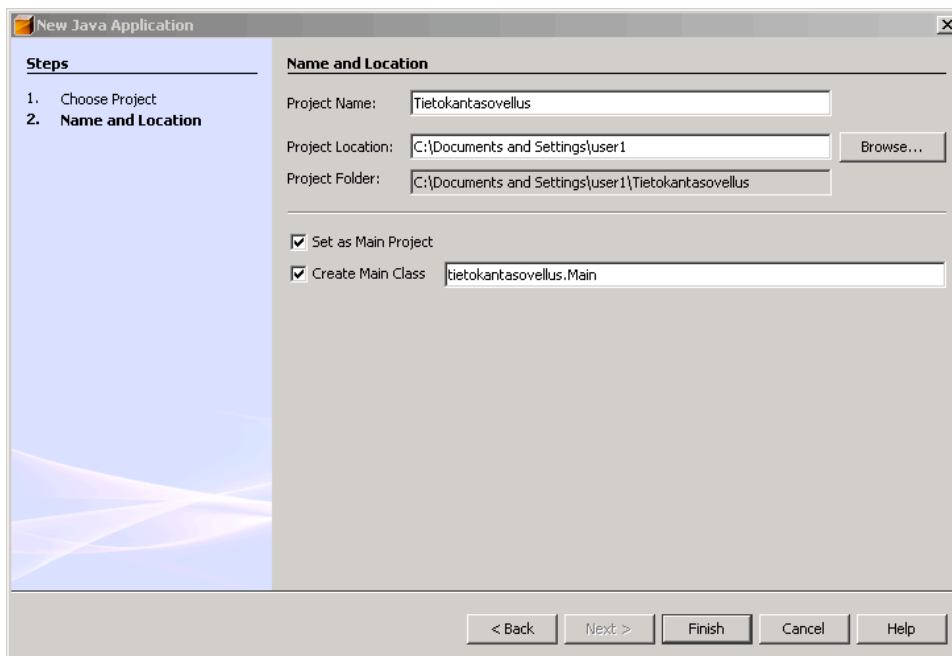 New Java Application
Steps
1. Choose Project
2. Name and Location
Name and Location
Project Name: Tietokantasovellus
Project Location: C:\Documents and Settings\user1 Browse...
Project Folder: C:\Documents and Settings\user1\Tietokantasovellus
Set as Main Project
Create Main Class tietokantasovellus.Main
< Back Next > Finish Cancel Help